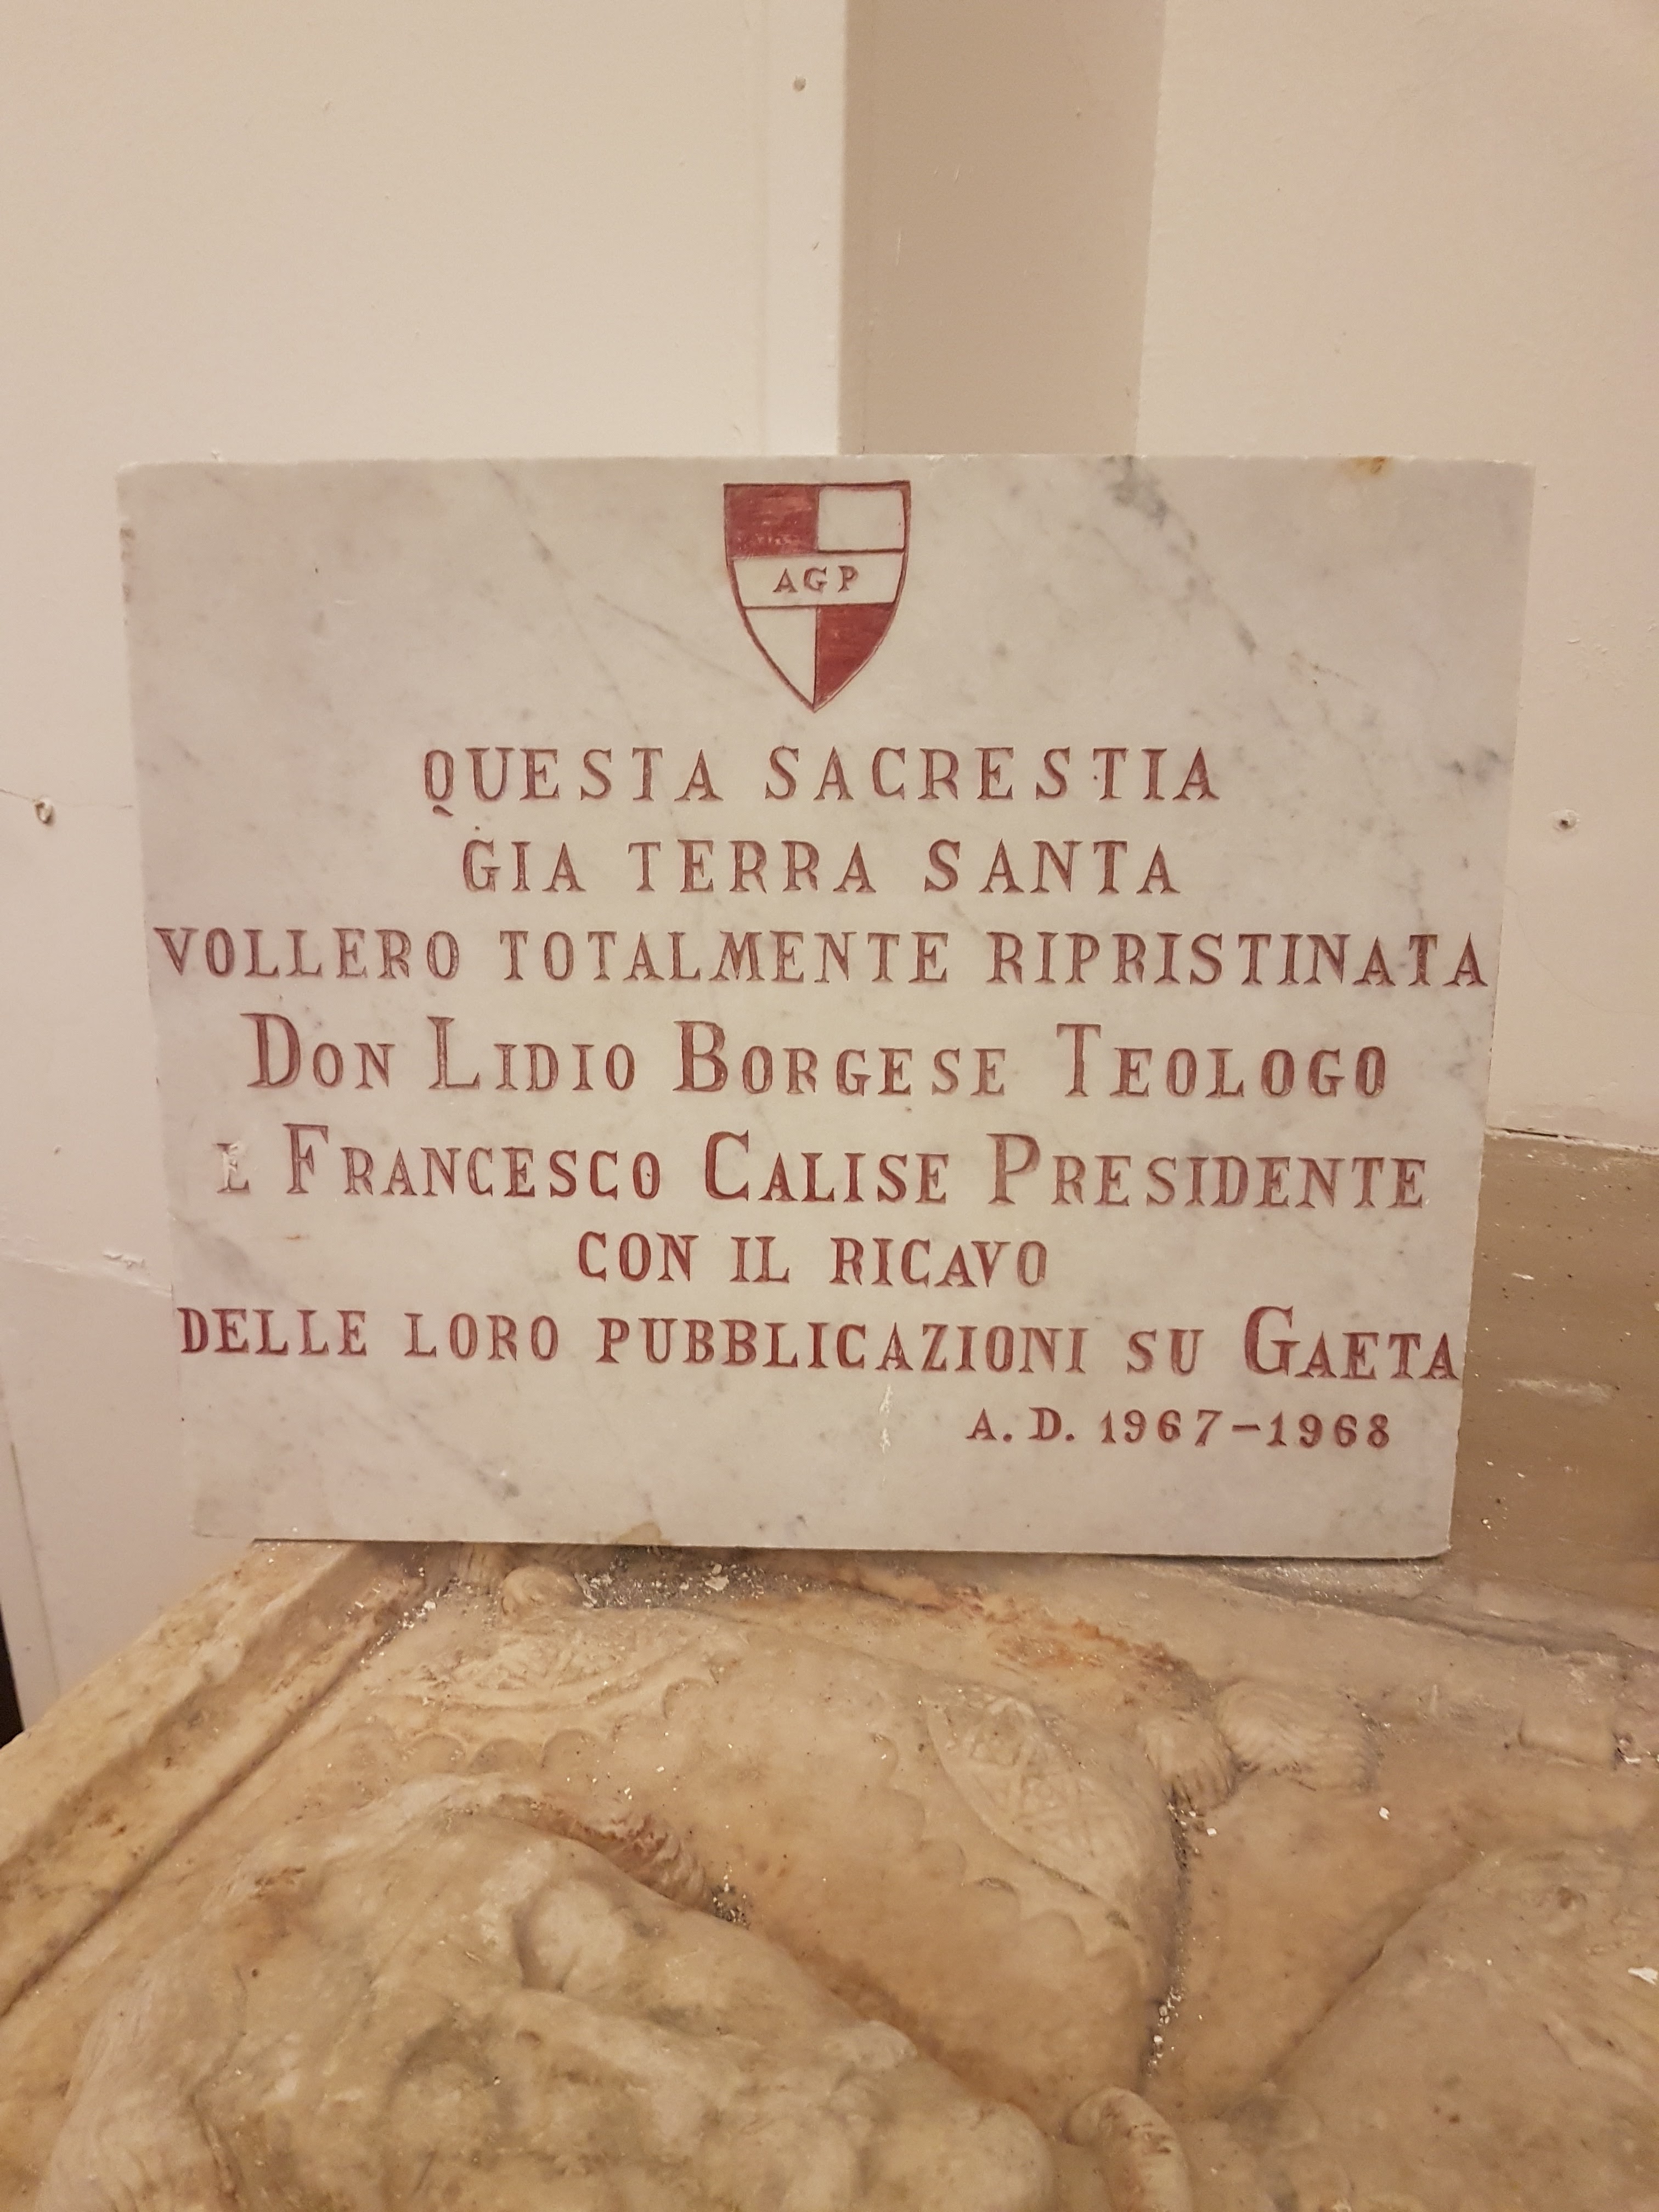 AGP
QUESTA SACRESTIA
GIA TERRA SANTA
VOLLERO TOTALMENTE RIPRISTINATA
DON LIDIO BORGESE TEOLOGO
E FRANCESCO CALISE PRESIDENTE
CON IL RICAVO
DELLE LORO PUBBLICAZIONI SU GAETA
A. D. 1967-1968